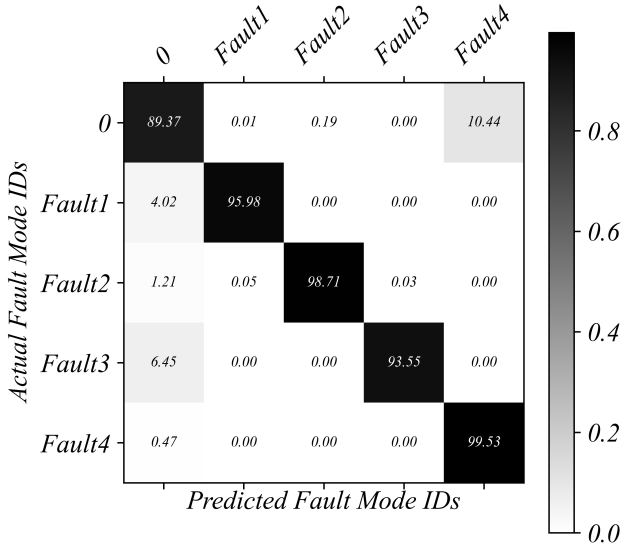 0 Fault1 Fault2 Fault3 Fault4
0 89.37 0.01 0.19 0.00 10.44
Fault1 4.02 95.98 0.00 0.00 0.00
Fault2 1.21 0.05 98.71 0.03 0.00
Fault3 6.45 0.00 0.00 93.55 0.00
Fault4 0.47 0.00 0.00 0.00 99.53
Actual Fault Mode IDs
Predicted Fault Mode IDs
0.8
0.6
0.4
0.2
0.0